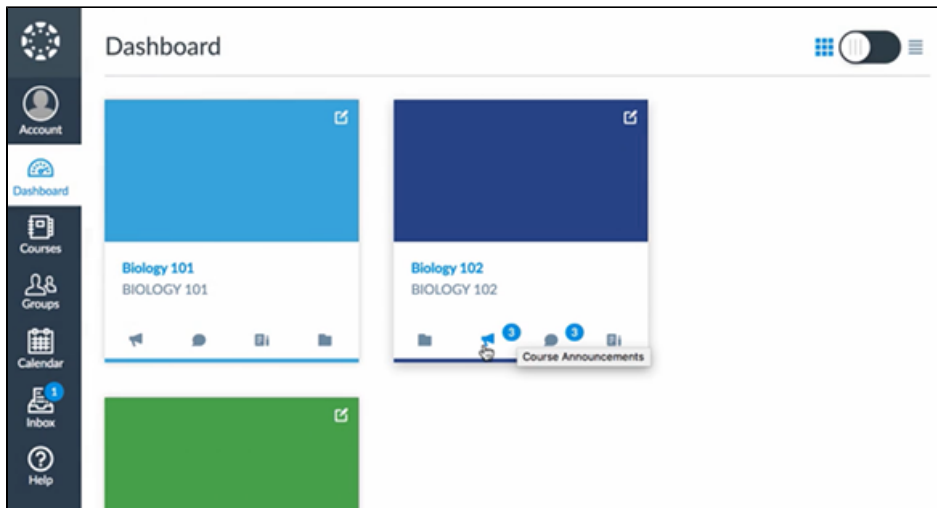 Dashboard
Account
Dashboard
Courses
Groups
Calendar
1
Inbox
Help
Biology 101
BIOLOGY 101
Biology 102
BIOLOGY 102
3
3
Course Announcements